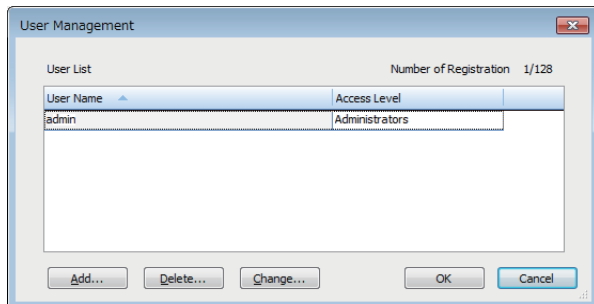 User Management
User List Number of Registration 1/128
User Name Access Level
admin Administrators
Add... Delete... Change... OK Cancel